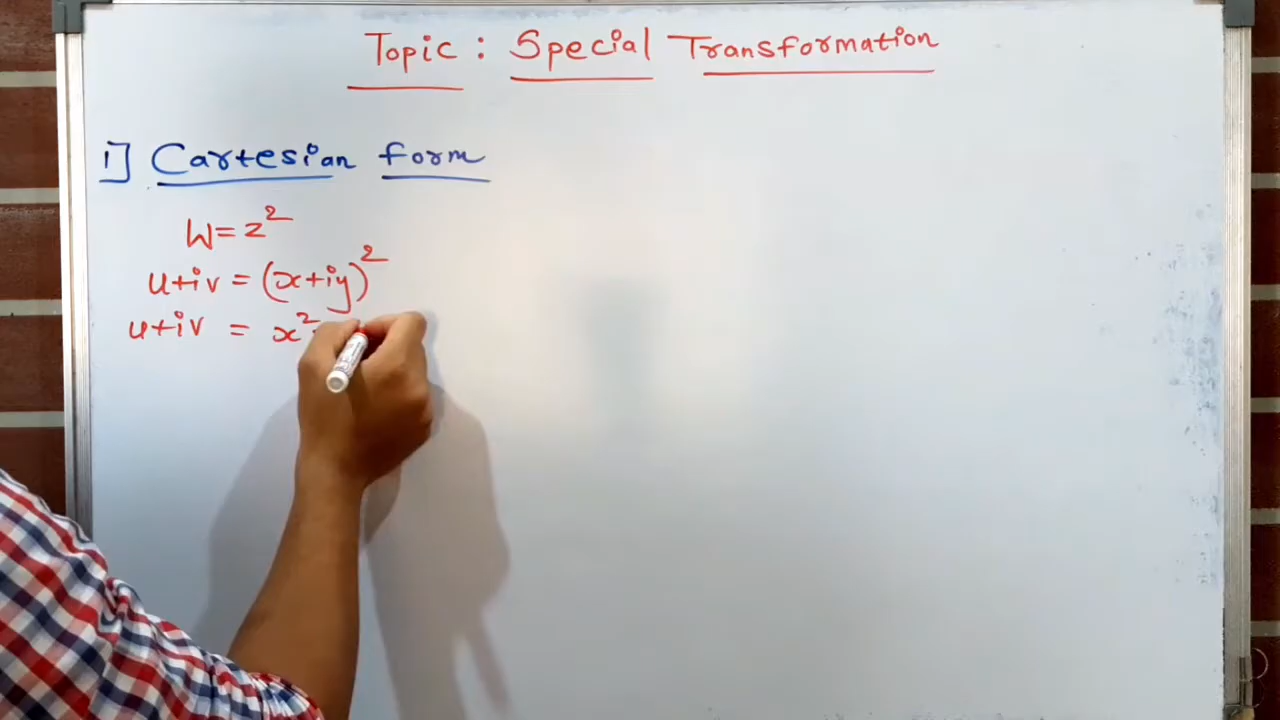 Topic : Special Transformation
1] Cartesian form
W = z²
u+iv = (x+iy)²
u+iv = x²